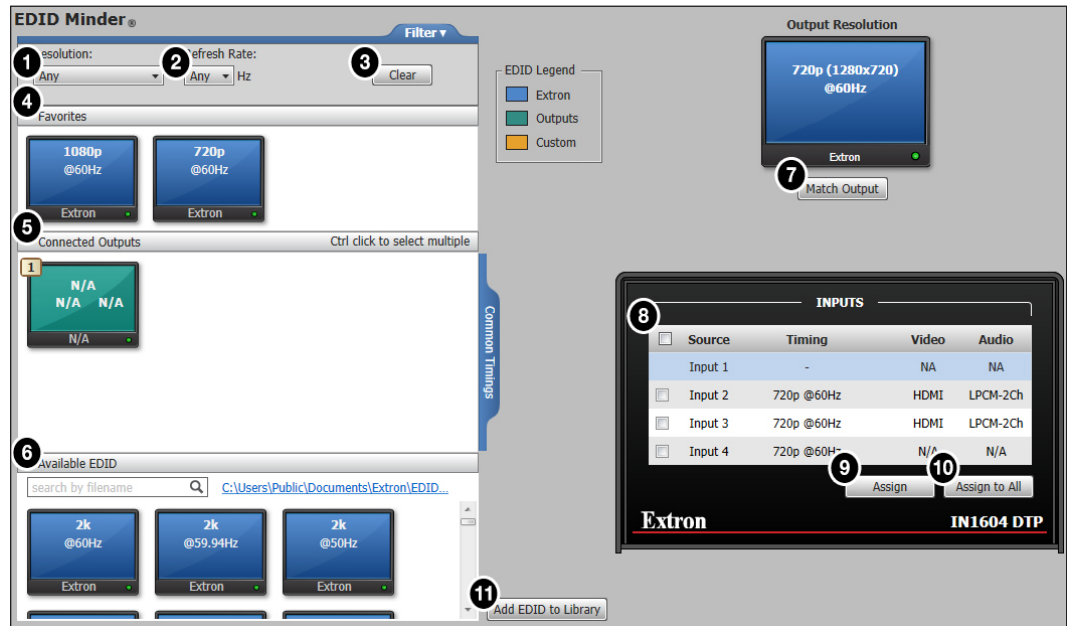 EDID Minder®
Filter▼
1 Resolution:
2 Refresh Rate:
3
Any
Any Hz
Clear
4
Favorites
1080p
@60Hz
Extron
720p
@60Hz
Extron
5
Connected Outputs Ctrl click to select multiple
1
N/A
N/A N/A
N/A
Common Timings
6
Available EDID
search by filename C:\Users\Public\Documents\Extron\EDID...
2k
@60Hz
Extron
2k
@59.94Hz
Extron
2k
@50Hz
Extron
11
Add EDID to Library
EDID Legend
Extron
Outputs
Custom
Output Resolution
720p (1280x720)
@60Hz
Extron
7
Match Output
INPUTS
8
Source Timing Video Audio
Input 1 - NA NA
Input 2 720p @60Hz HDMI LPCM-2Ch
Input 3 720p @60Hz HDMI LPCM-2Ch
Input 4 720p @60Hz N/A N/A
9 10
Assign Assign to All
Extron IN1604 DTP